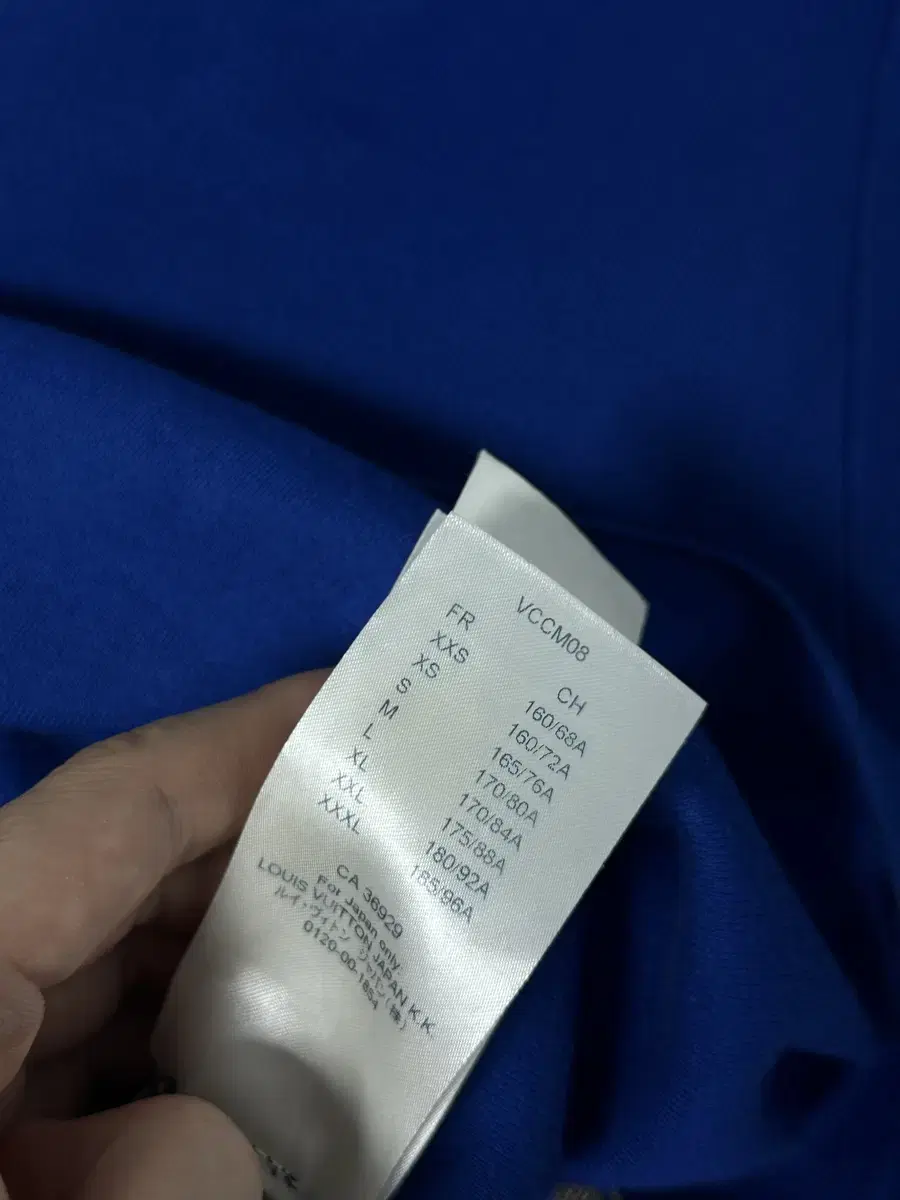 VCCM08
FR CH
XXS 160/68A
XS 160/72A
S 165/76A
M 170/80A
L 170/84A
XL 175/88A
XXL 180/92A
XXXL 185/96A
CA 36929
For Japan only
LOUIS VUITTON JAPAN K.K.
ルイ・ヴィトン ジャパン(株)
0120-00-1854